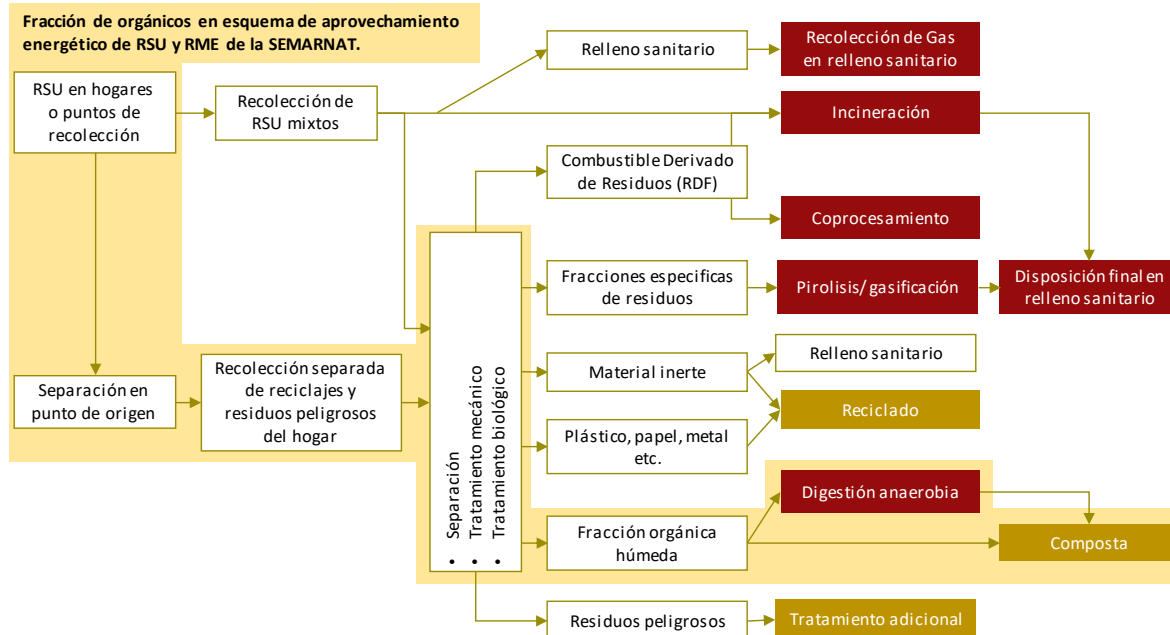 Fracción de orgánicos en esquema de aprovechamiento
energético de RSU y RME de la SEMARNAT.
RSU en hogares
o puntos de
recolección
Recolección de
RSU mixtos
Relleno sanitario
Recolección de Gas
en relleno sanitario
Incineración
Combustible Derivado
de Residuos (RDF)
Coprocesamiento
Fracciones especificas
de residuos
Pirolisis/ gasificación
Disposición final en
relleno sanitario
Separación en
punto de origen
Recolección separada
de reciclajes y
residuos peligrosos
del hogar
• Separación
• Tratamiento mecánico
• Tratamiento biológico
Material inerte
Relleno sanitario
Reciclado
Plástico, papel, metal
etc.
Digestión anaerobia
Fracción orgánica
húmeda
Composta
Residuos peligrosos
Tratamiento adicional